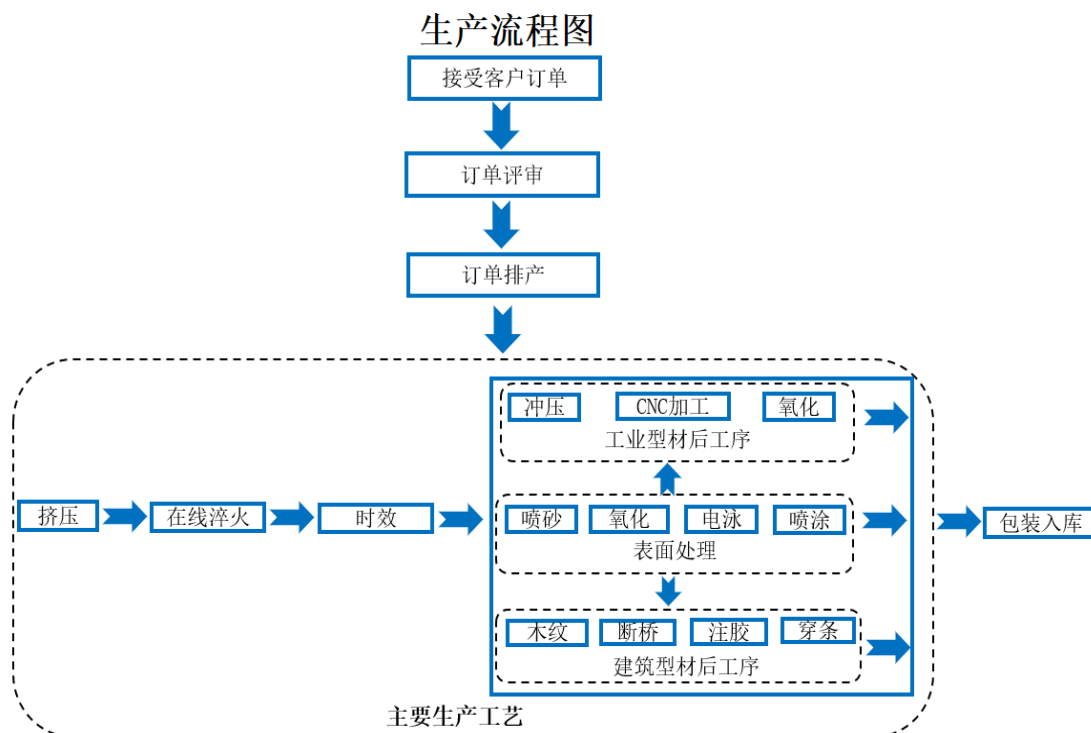 生产流程图
接受客户订单
订单评审
订单排产
冲压 CNC加工 氧化
工业型材后工序
挤压 在线淬火 时效 喷砂 氧化 电泳 喷涂 包装入库
表面处理
木纹 断桥 注胶 穿条
建筑型材后工序
主要生产工艺